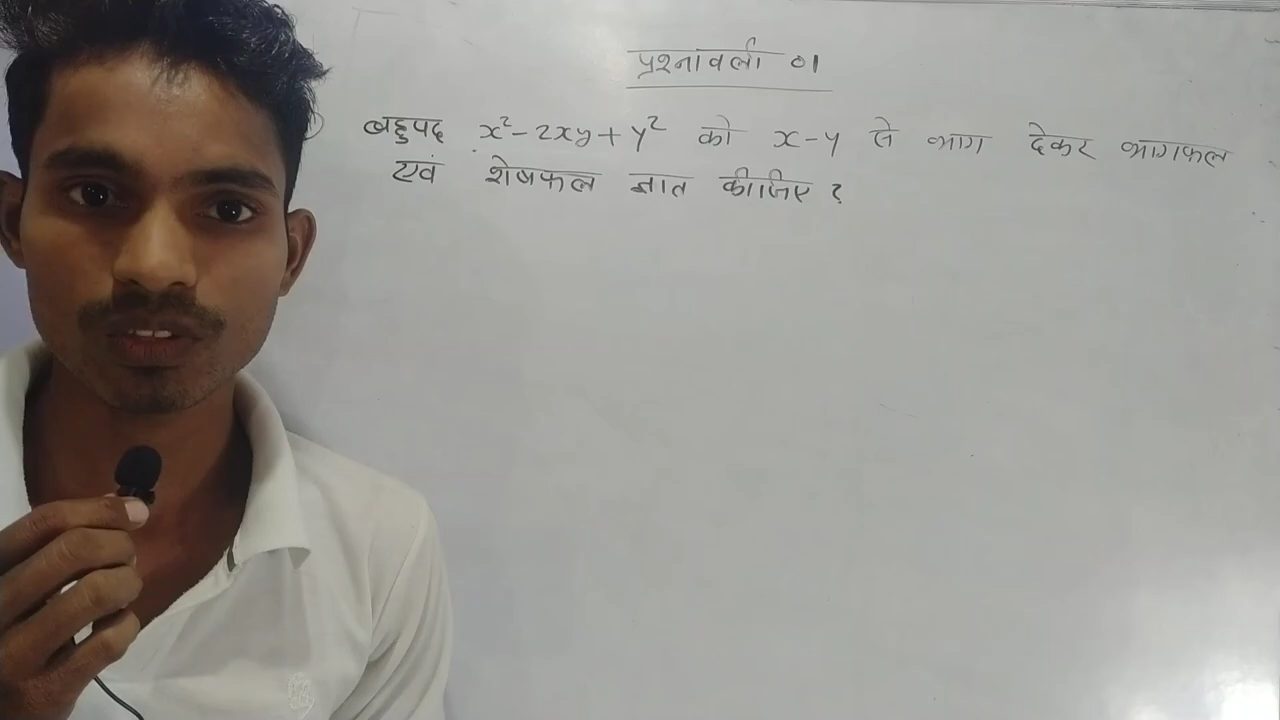 प्रश्नावली 01
बहुपद x²-2xy+y² को x-y से भाग देकर भागफल
एवं शेषफल ज्ञात कीजिए ?